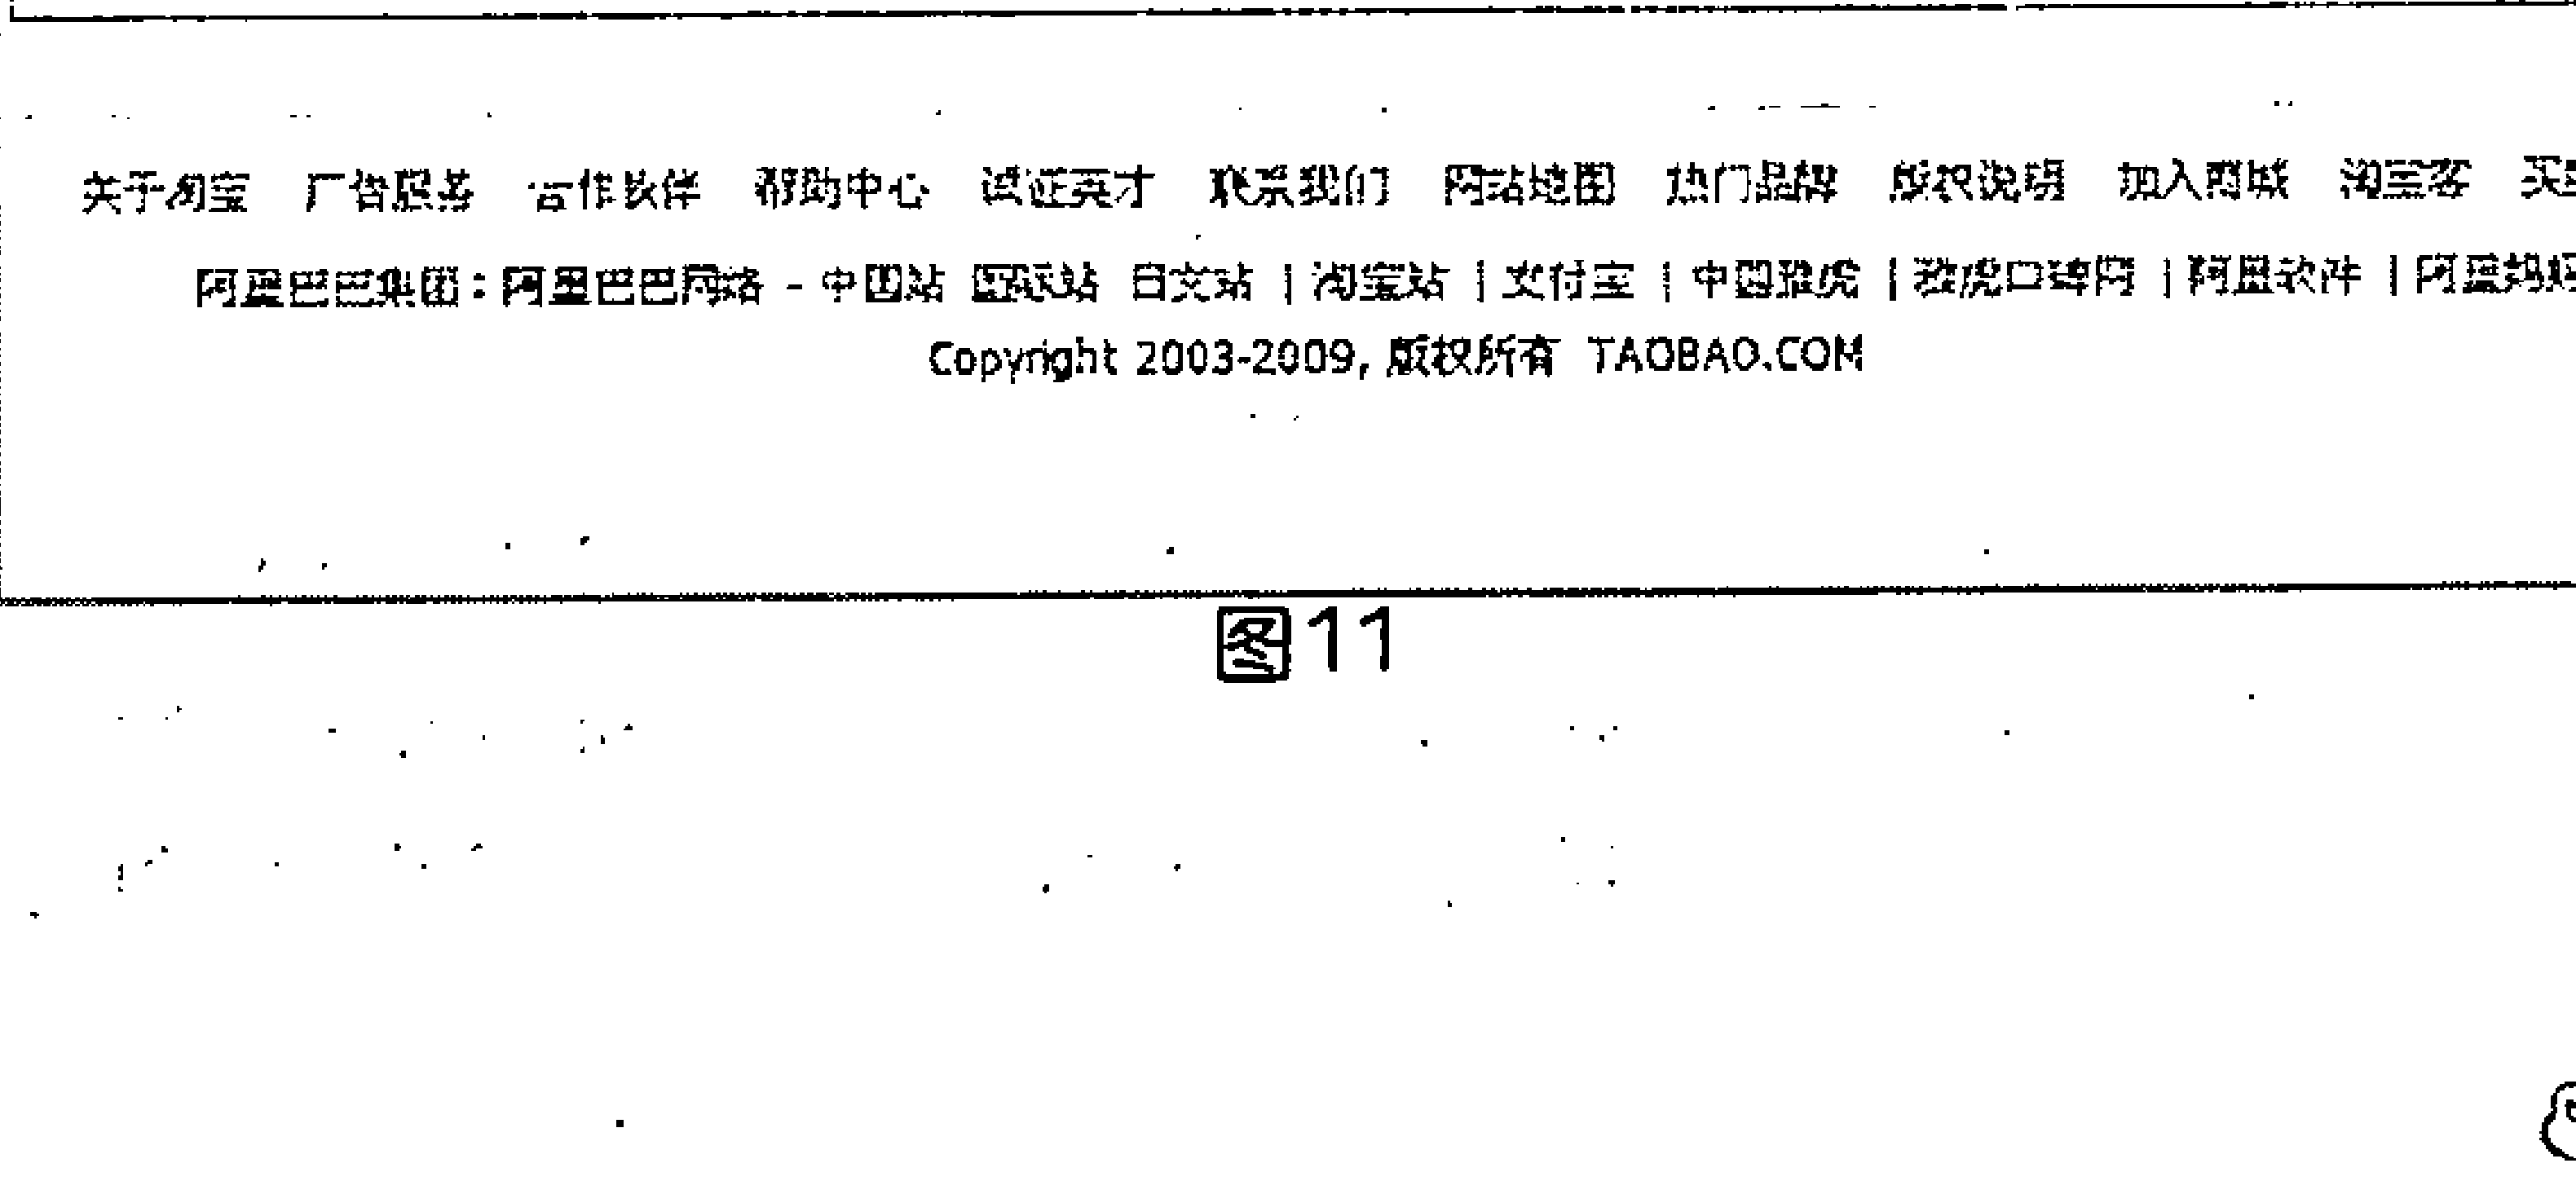 关于淘宝 广告服务 合作伙伴 帮助中心 诚征英才 联系我们 网站地图 热门品牌 版权说明 加入商城 淘宝客 买
阿里巴巴集团：阿里巴巴网络 - 中国站 国际站 日文站 | 淘宝站 | 支付宝 | 中国雅虎 | 雅虎口碑网 | 阿里软件 | 阿里妈妈
Copyright 2003-2009, 版权所有 TAOBAO.COM
图11